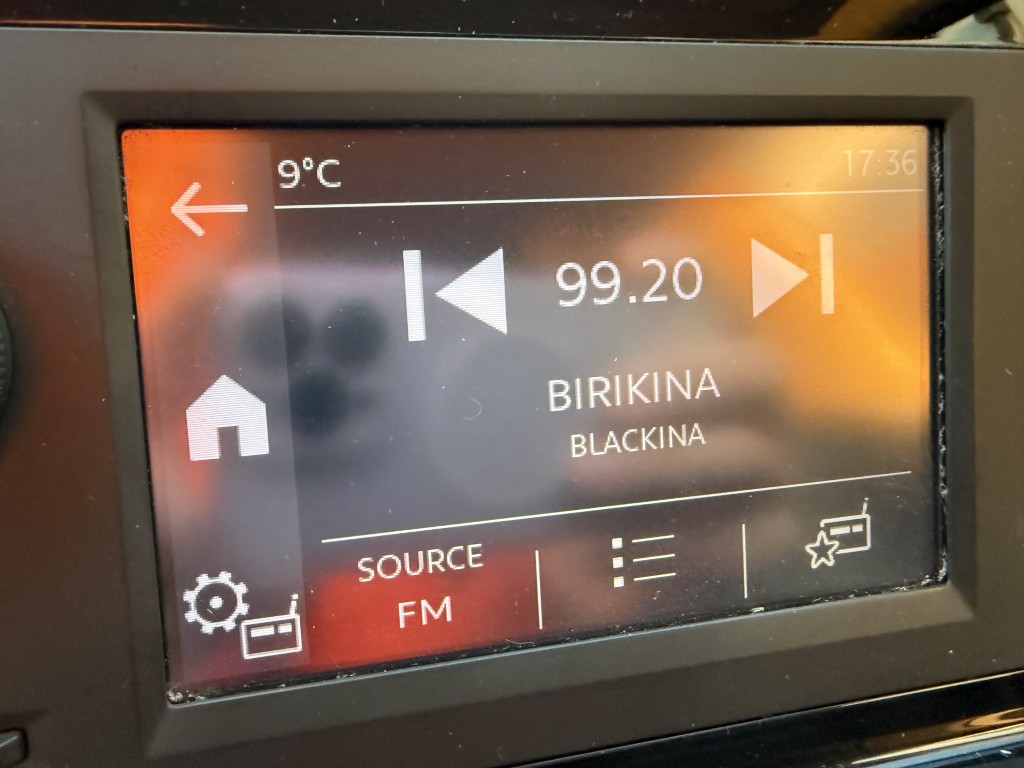 9°C
17:36
99.20
BIRIKINA
BLACKINA
SOURCE
FM